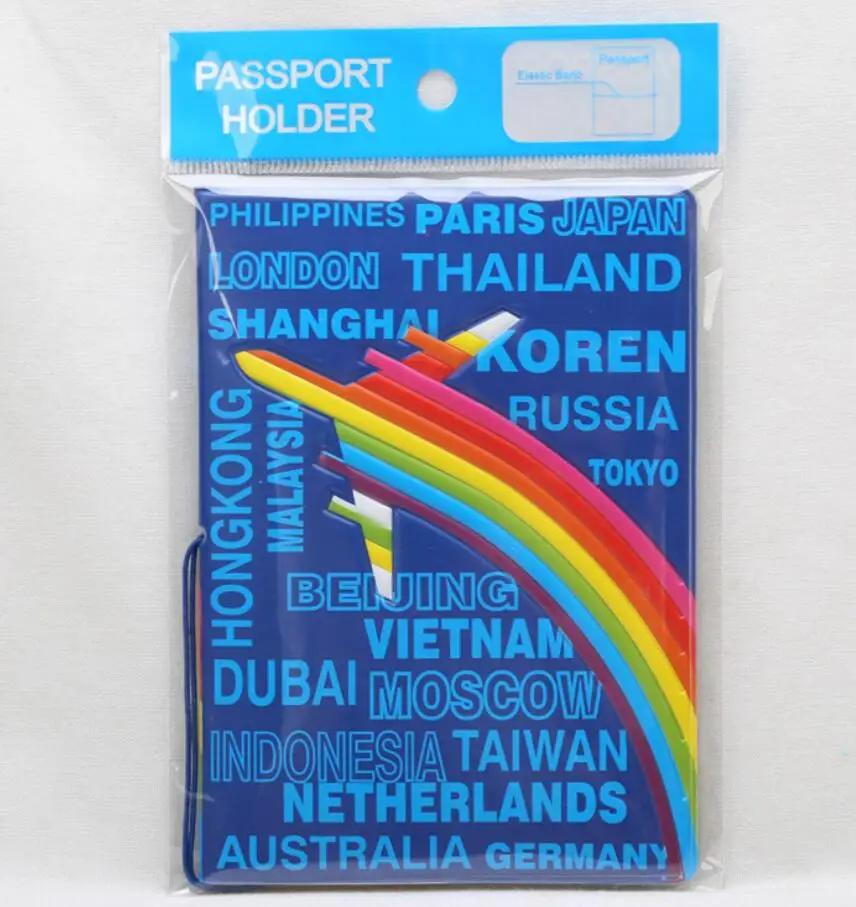 PASSPORT
HOLDER
Passport
Elastic Band
PHILIPPINES PARIS JAPAN
LONDON THAILAND
SHANGHAI
KOREN
RUSSIA
HONGKONG
MALAYSIA
TOKYO
BEIJING
VIETNAM
DUBAI MOSCOW
INDONESIA TAIWAN
NETHERLANDS
AUSTRALIA GERMANY